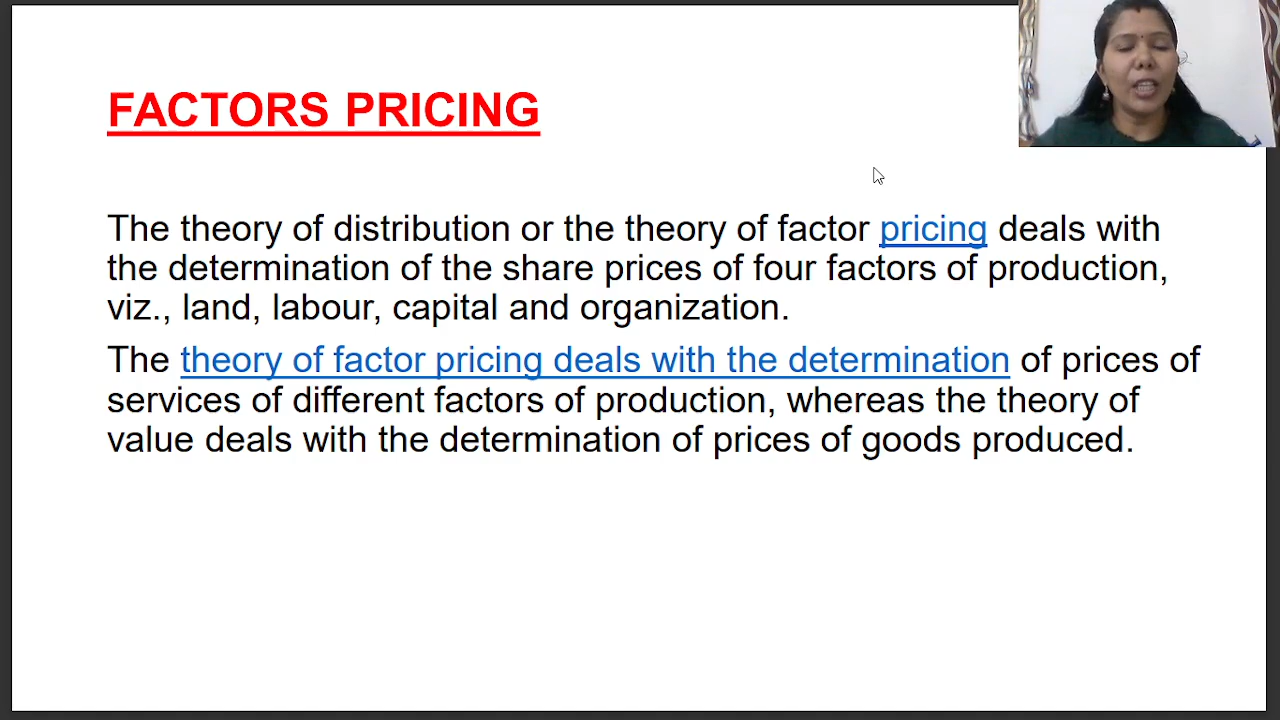 FACTORS PRICING
The theory of distribution or the theory of factor pricing deals with
the determination of the share prices of four factors of production,
viz., land, labour, capital and organization.
The theory of factor pricing deals with the determination of prices of
services of different factors of production, whereas the theory of
value deals with the determination of prices of goods produced.